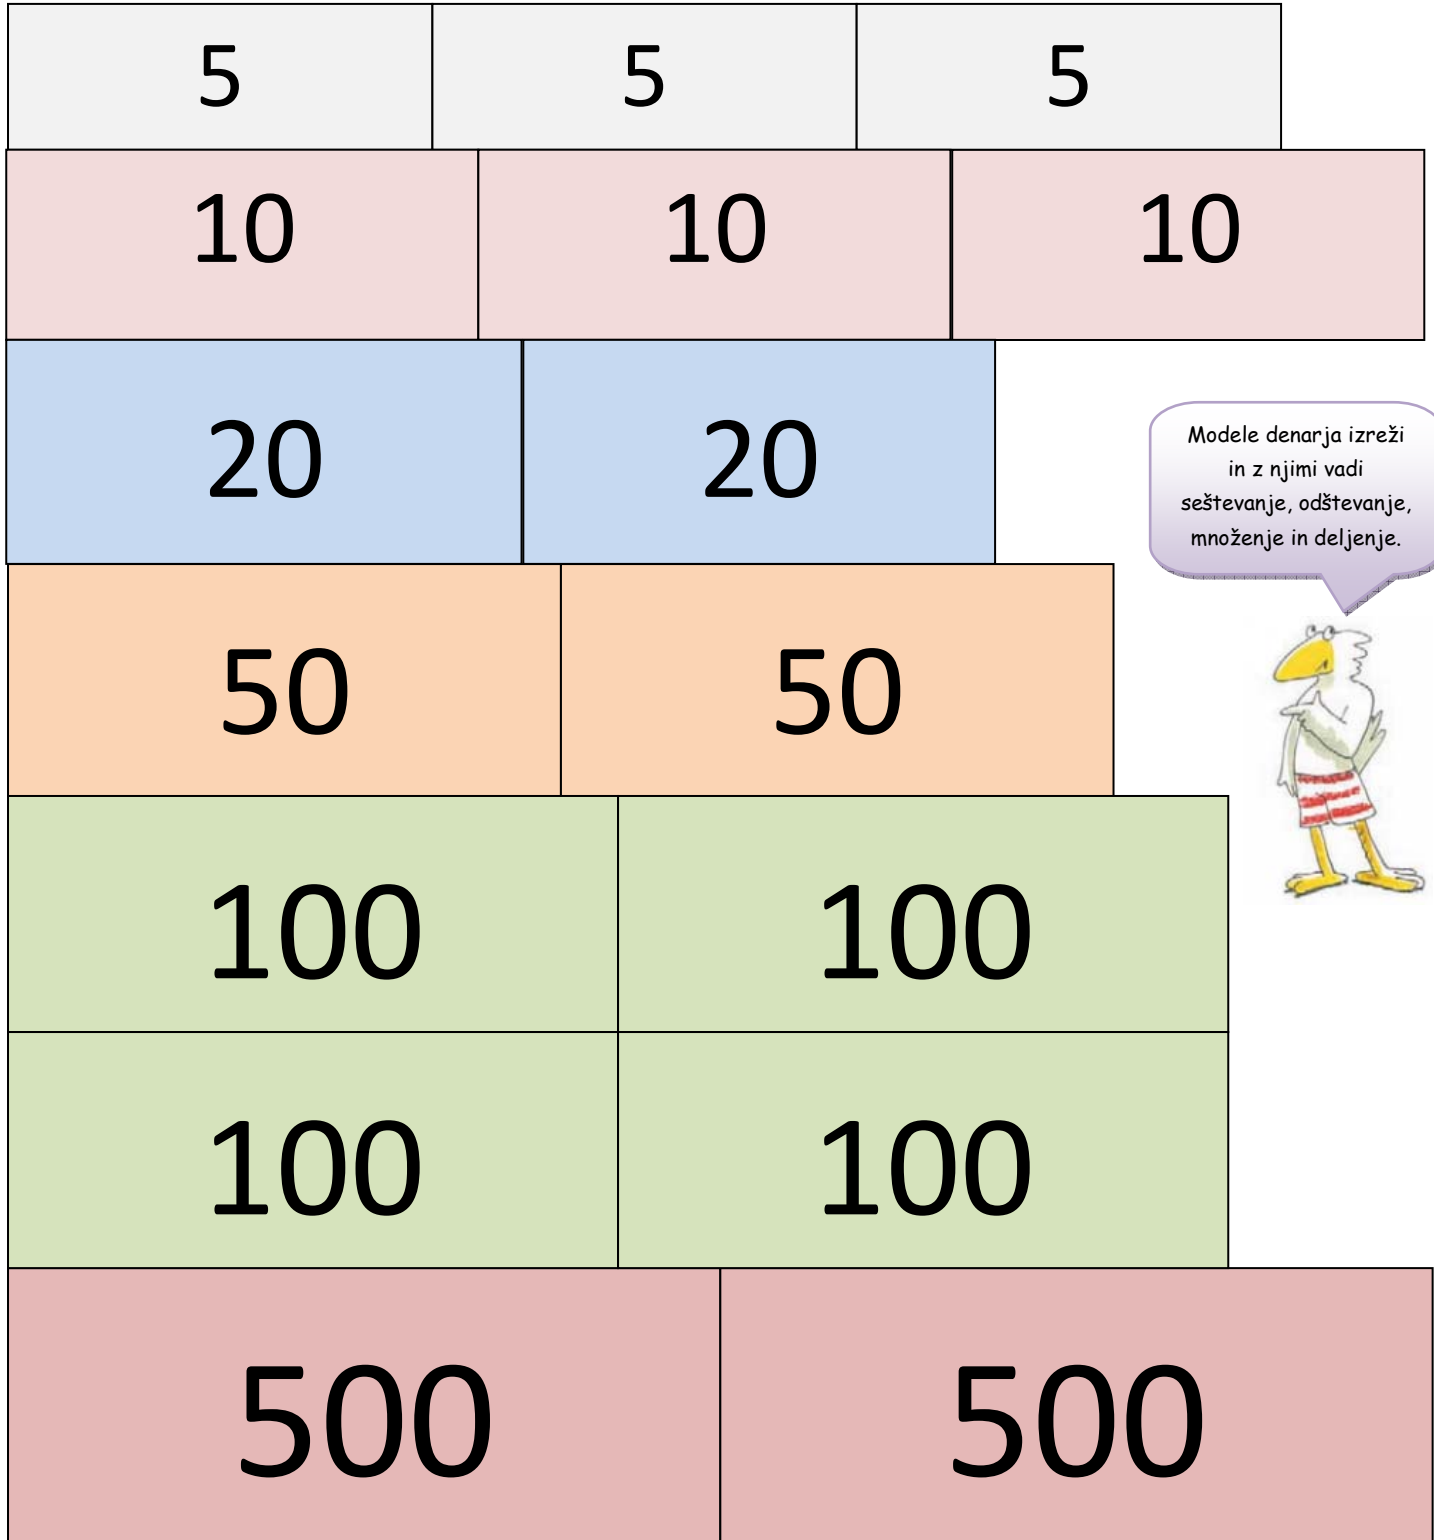 5 5 5
10 10 10
20 20
Modele denarja izreži
in z njimi vadi
seštevanje, odštevanje,
množenje in deljenje.
50 50
100 100
100 100
500 500